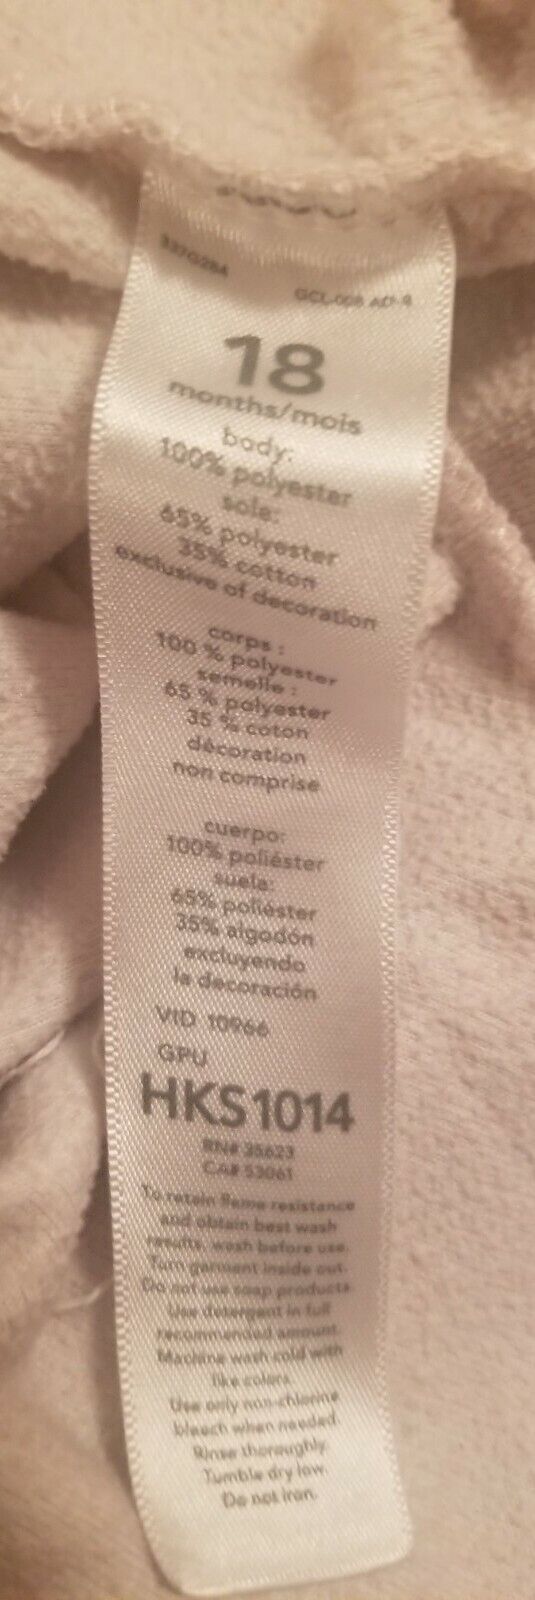 GCL-008 AD-9
18
months/mois
body:
100% polyester
sole:
65% polyester
35% cotton
exclusive of decoration
corps :
100 % polyester
semelle :
65 % polyester
35 % coton
décoration
non comprise
cuerpo:
100% poliéster
suela:
65% poliéster
35% algodón
excluyendo
la decoración
VID 10966
GPU
HKS1014
RN# 35623
CA# 53061
To retain flame resistance
and obtain best wash
results, wash before use.
Turn garment inside out.
Do not use soap products.
Use detergent in full
recommended amount.
Machine wash cold with
like colors.
Use only non-chlorine
bleach when needed.
Rinse thoroughly.
Tumble dry low.
Do not iron.